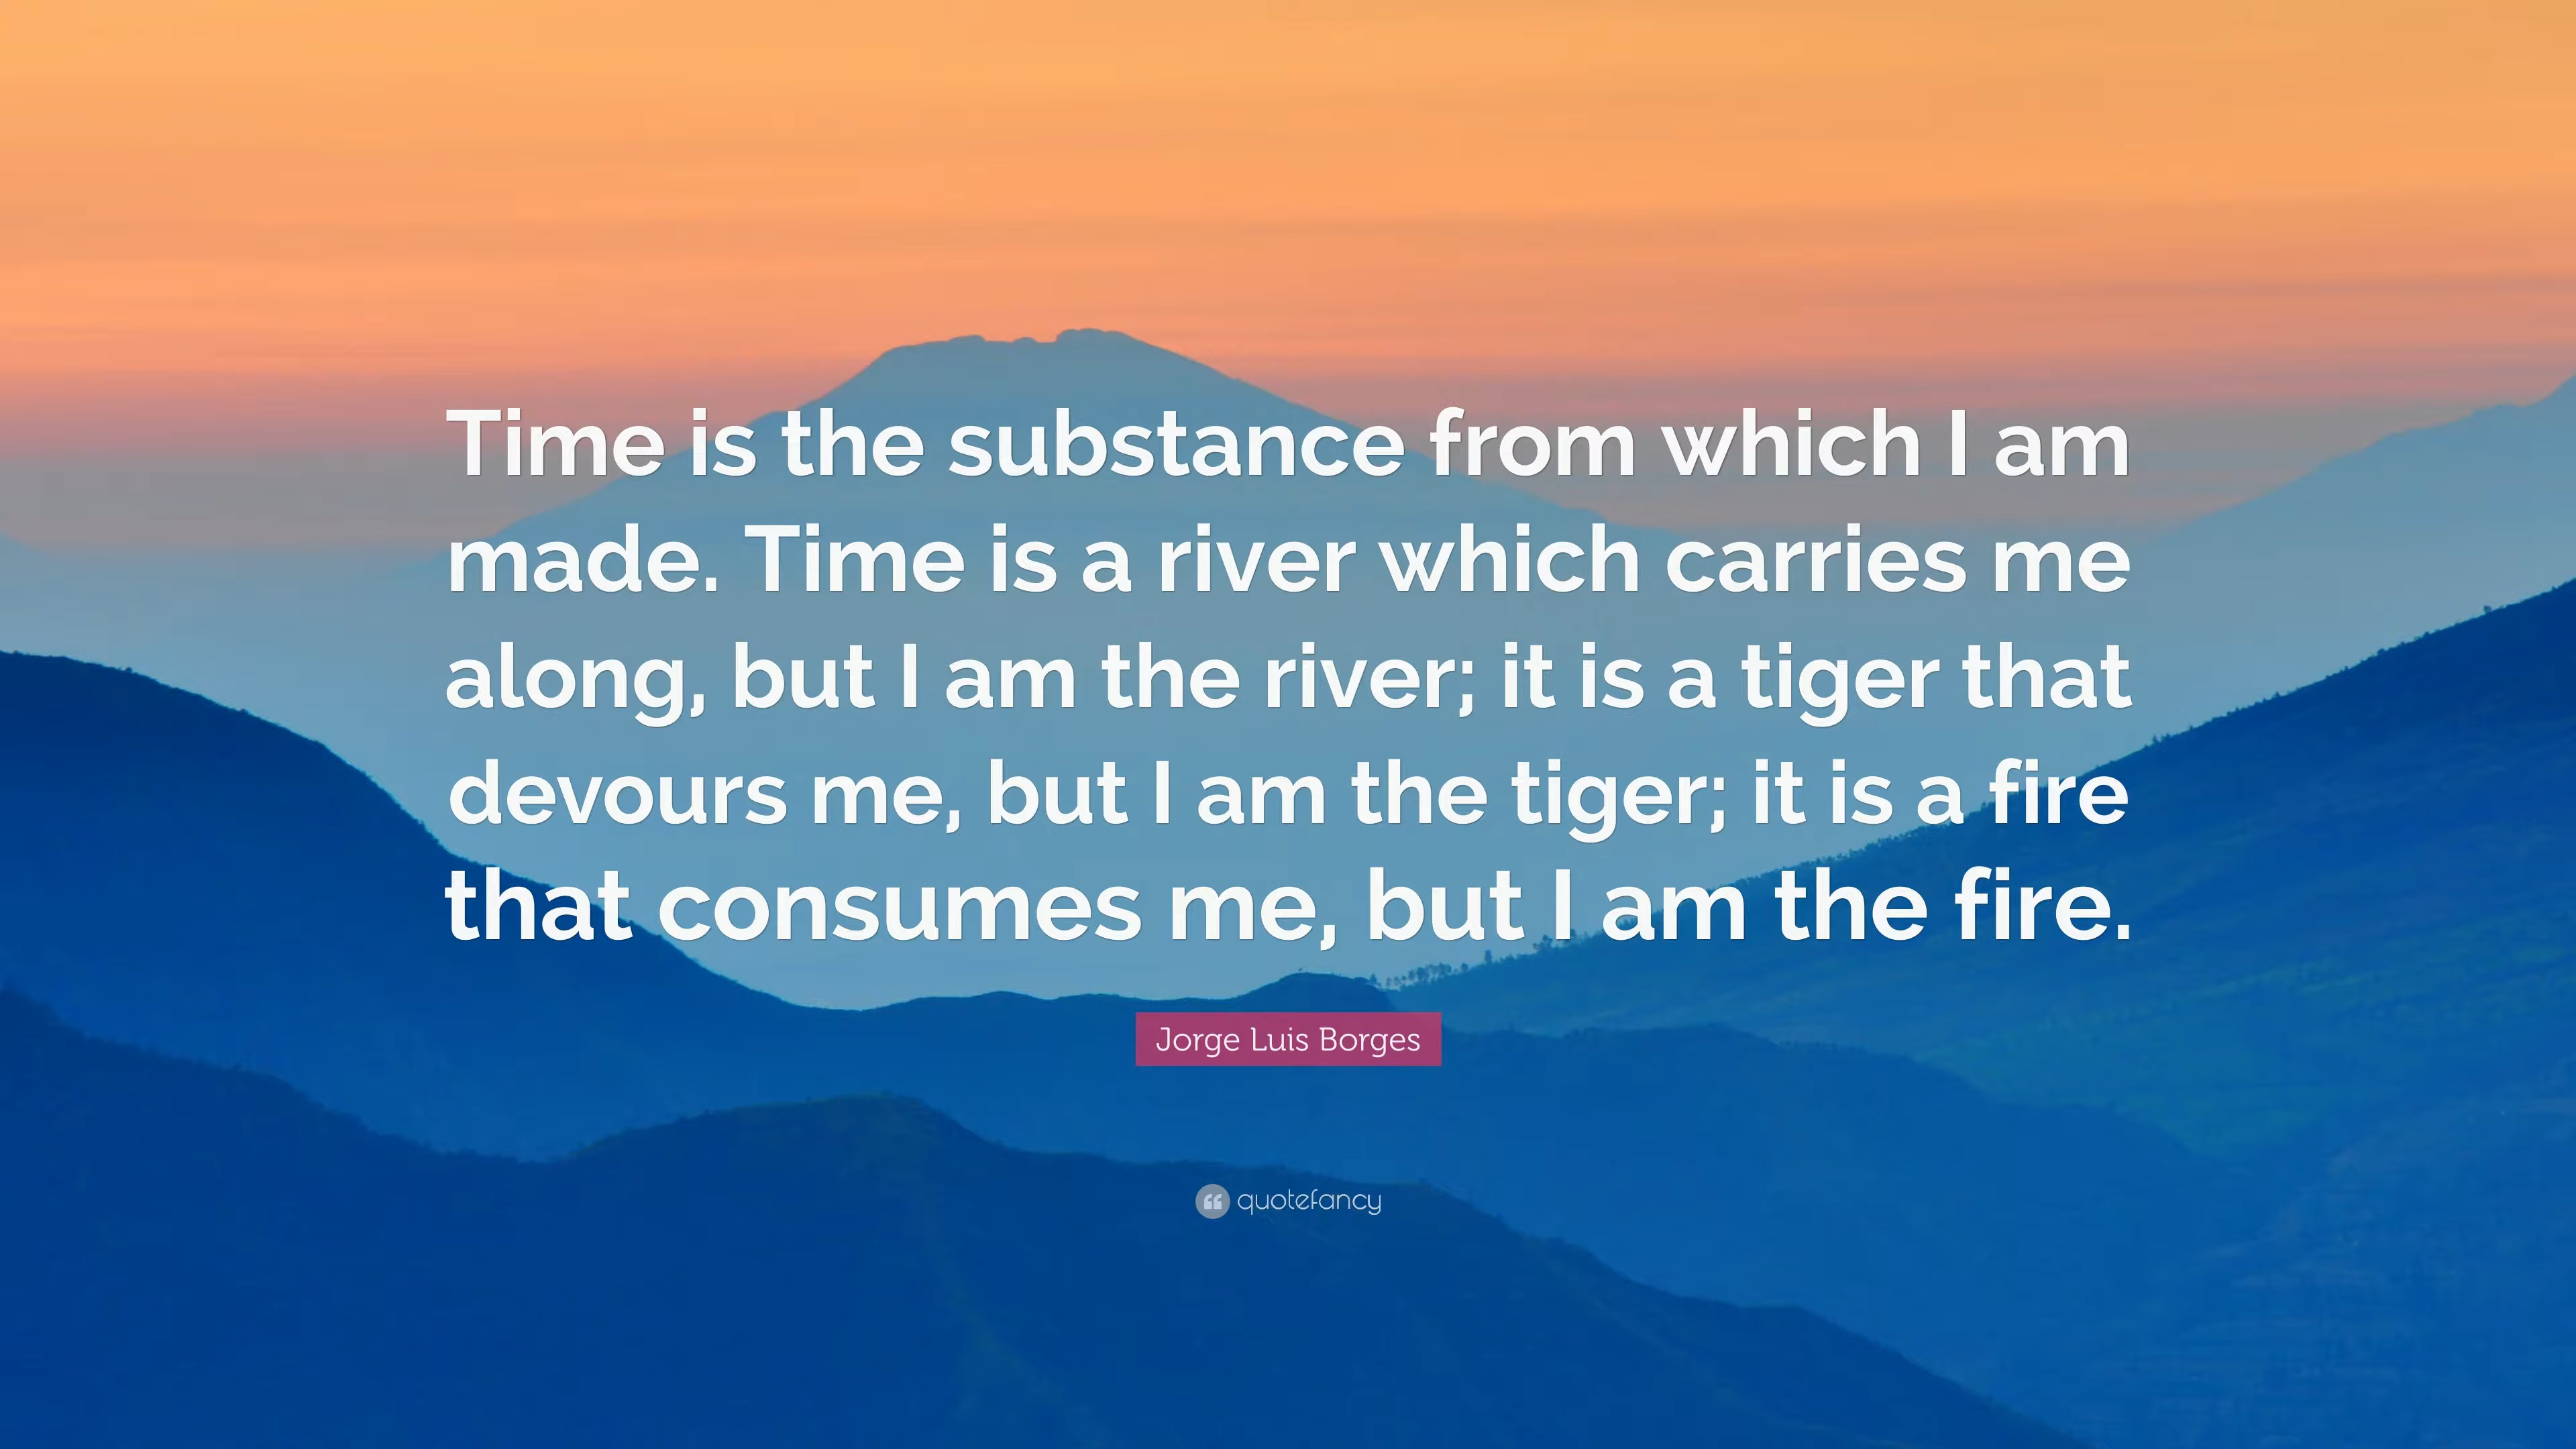 Time is the substance from which I am
made. Time is a river which carries me
along, but I am the river; it is a tiger that
devours me, but I am the tiger; it is a fire
that consumes me, but I am the fire.
Jorge Luis Borges
“ quotefancy